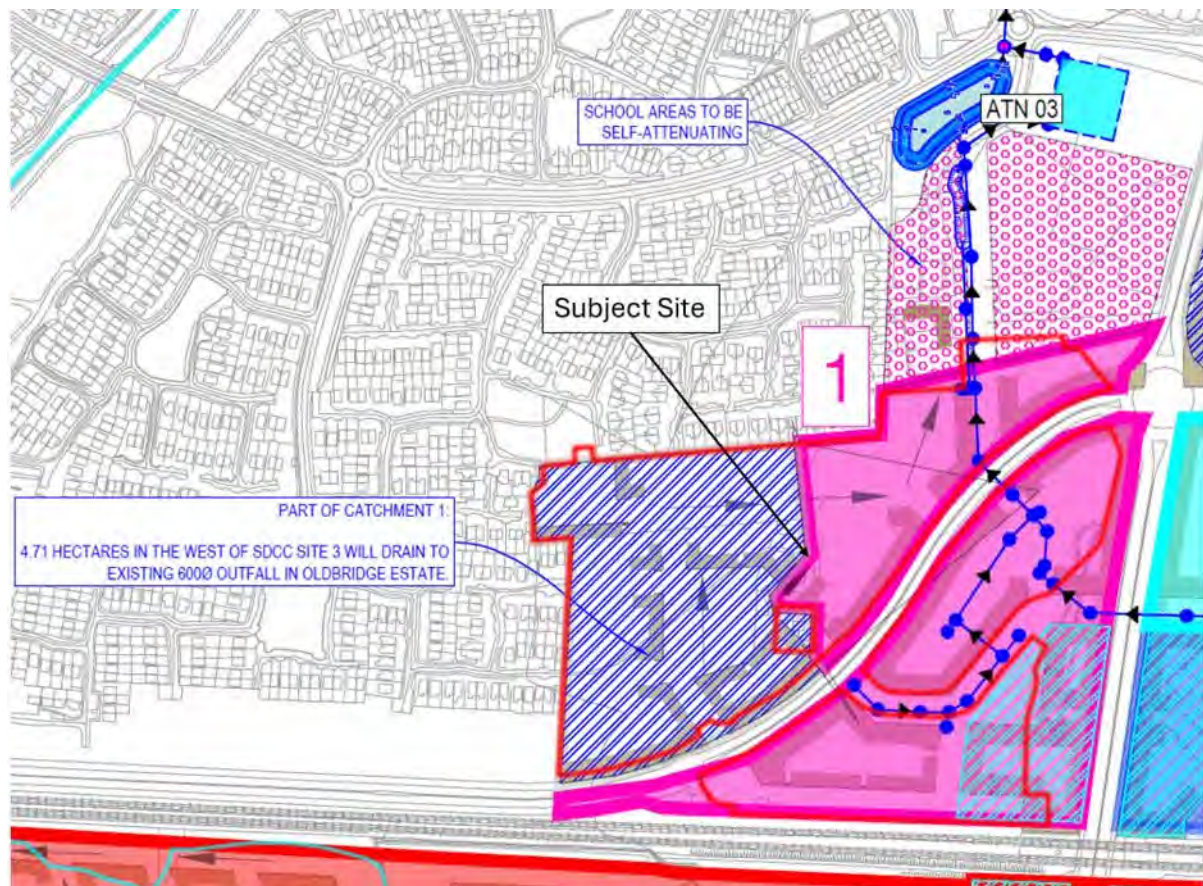 SCHOOL AREAS TO BE
SELF-ATTENUATING
ATN 03
Subject Site
1
PART OF CATCHMENT 1:
4.71 HECTARES IN THE WEST OF SDCC SITE 3 WILL DRAIN TO
EXISTING 600Ø OUTFALL IN OLDBRIDGE ESTATE.